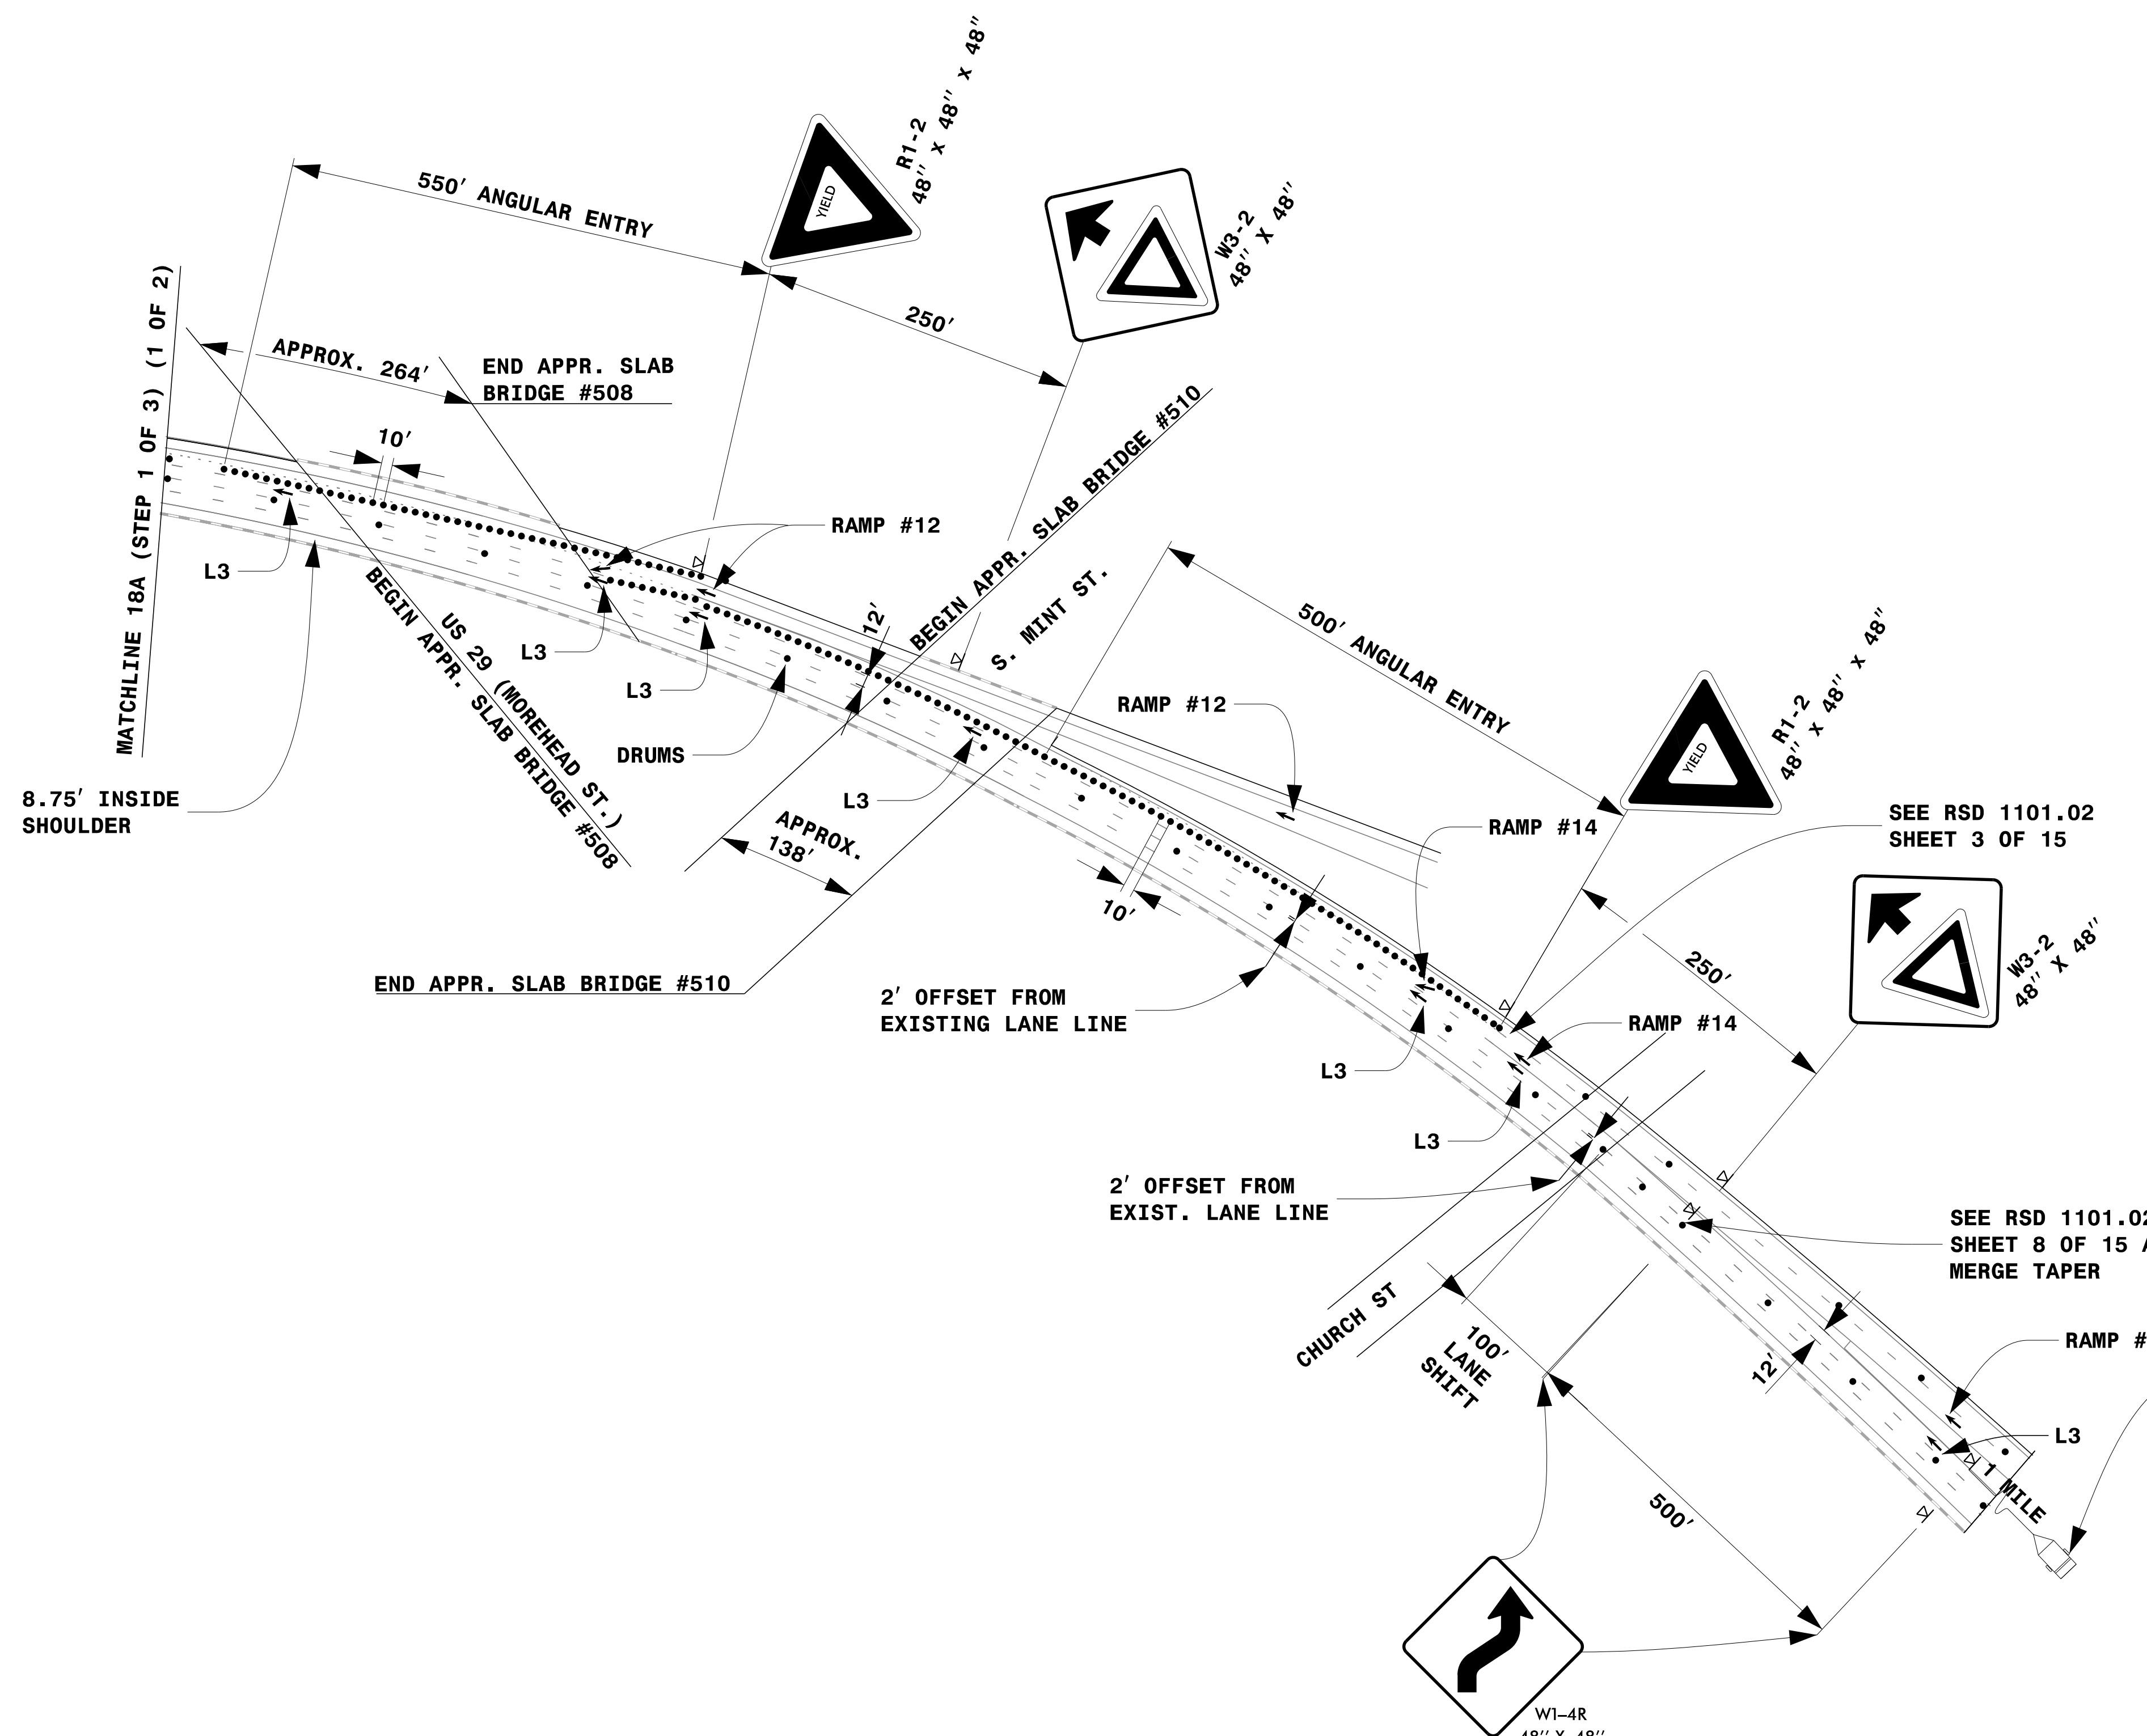 R1-2
48" x 48" x 48"
550' ANGULAR ENTRY
YIELD
W3-2
48" X 48"
250'
MATCHLINE 18A (STEP 1 OF 3) (1 OF 2)
APPROX. 264'
END APPR. SLAB
BRIDGE #508
10'
RAMP #12
BEGIN APPR. SLAB BRIDGE #510
S. MINT ST.
L3
US 29 (MOREHEAD ST.)
BEGIN APPR. SLAB BRIDGE #508
12'
L3
L3
DRUMS
500' ANGULAR ENTRY
RAMP #12
R1-2
48" x 48" x 48"
YIELD
8.75' INSIDE
SHOULDER
L3
APPROX.
138'
RAMP #14
SEE RSD 1101.02
SHEET 3 OF 15
10'
W3-2
48" X 48"
END APPR. SLAB BRIDGE #510
250'
2' OFFSET FROM
EXISTING LANE LINE
RAMP #14
L3
L3
2' OFFSET FROM
EXIST. LANE LINE
SEE RSD 1101.02
SHEET 8 OF 15 A
MERGE TAPER
CHURCH ST
100'
LANE
SHIFT
12'
RAMP #
L3
1 MILE
500'
W1-4R
48" X 48"